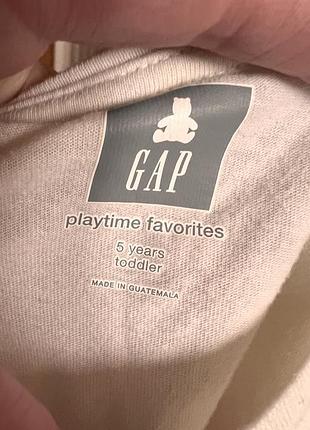 GAP
playtime favorites
5 years
toddler
MADE IN GUATEMALA